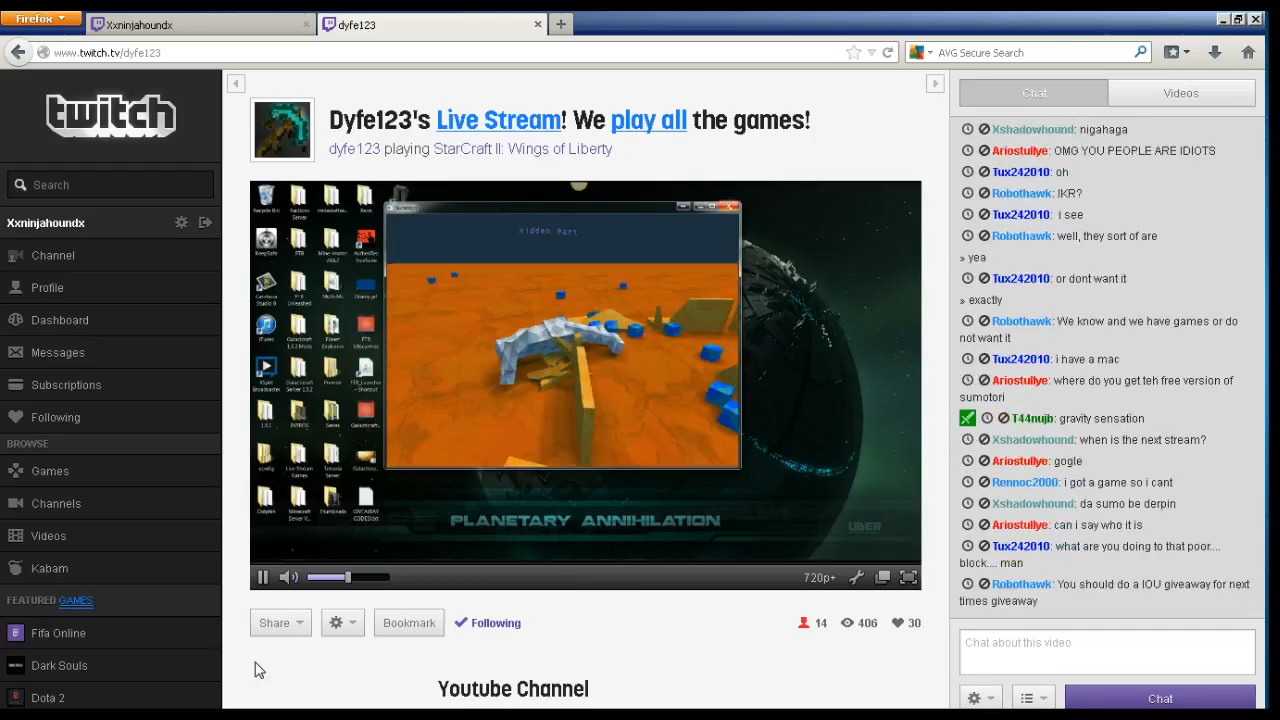 Firefox
Xxninjahoundx
dyfe123
www.twitch.tv/dyfe123
AVG Secure Search
twitch
Search
Xxninjahoundx
Channel
Profile
Dashboard
Messages
Subscriptions
Following
BROWSE
Games
Channels
Videos
Kabam
FEATURED GAMES
Fifa Online
Dark Souls
Dota 2
Dyfe123's Live Stream! We play all the games!
dyfe123 playing StarCraft II: Wings of Liberty
Recycle Bin
Hidden Part
PLANETARY ANNIHILATION
UBER
720p+
Share
Bookmark
Following
14
406
30
Youtube Channel
Chat
Videos
Xshadowhound: nigahaga
Ariostullye: OMG YOU PEOPLE ARE IDIOTS
Tux242010: oh
Robothawk: IKR?
Tux242010: i see
Robothawk: well, they sort of are
» yea
Tux242010: or dont want it
» exactly
Robothawk: We know and we have games or do
not want it
Tux242010: i have a mac
Ariostullye: where do you get teh free version of
sumotori
T44nujb: gravity sensation
Xshadowhound: when is the next stream?
Ariostullye: gogle
Rennoc2000: i got a game so i cant
Xshadowhound: da sumo be derpin
Ariostullye: can i say who it is
Tux242010: what are you doing to that poor....
block.... man
Robothawk: You should do a IOU giveaway for next
times giveaway
Chat about this video
Chat